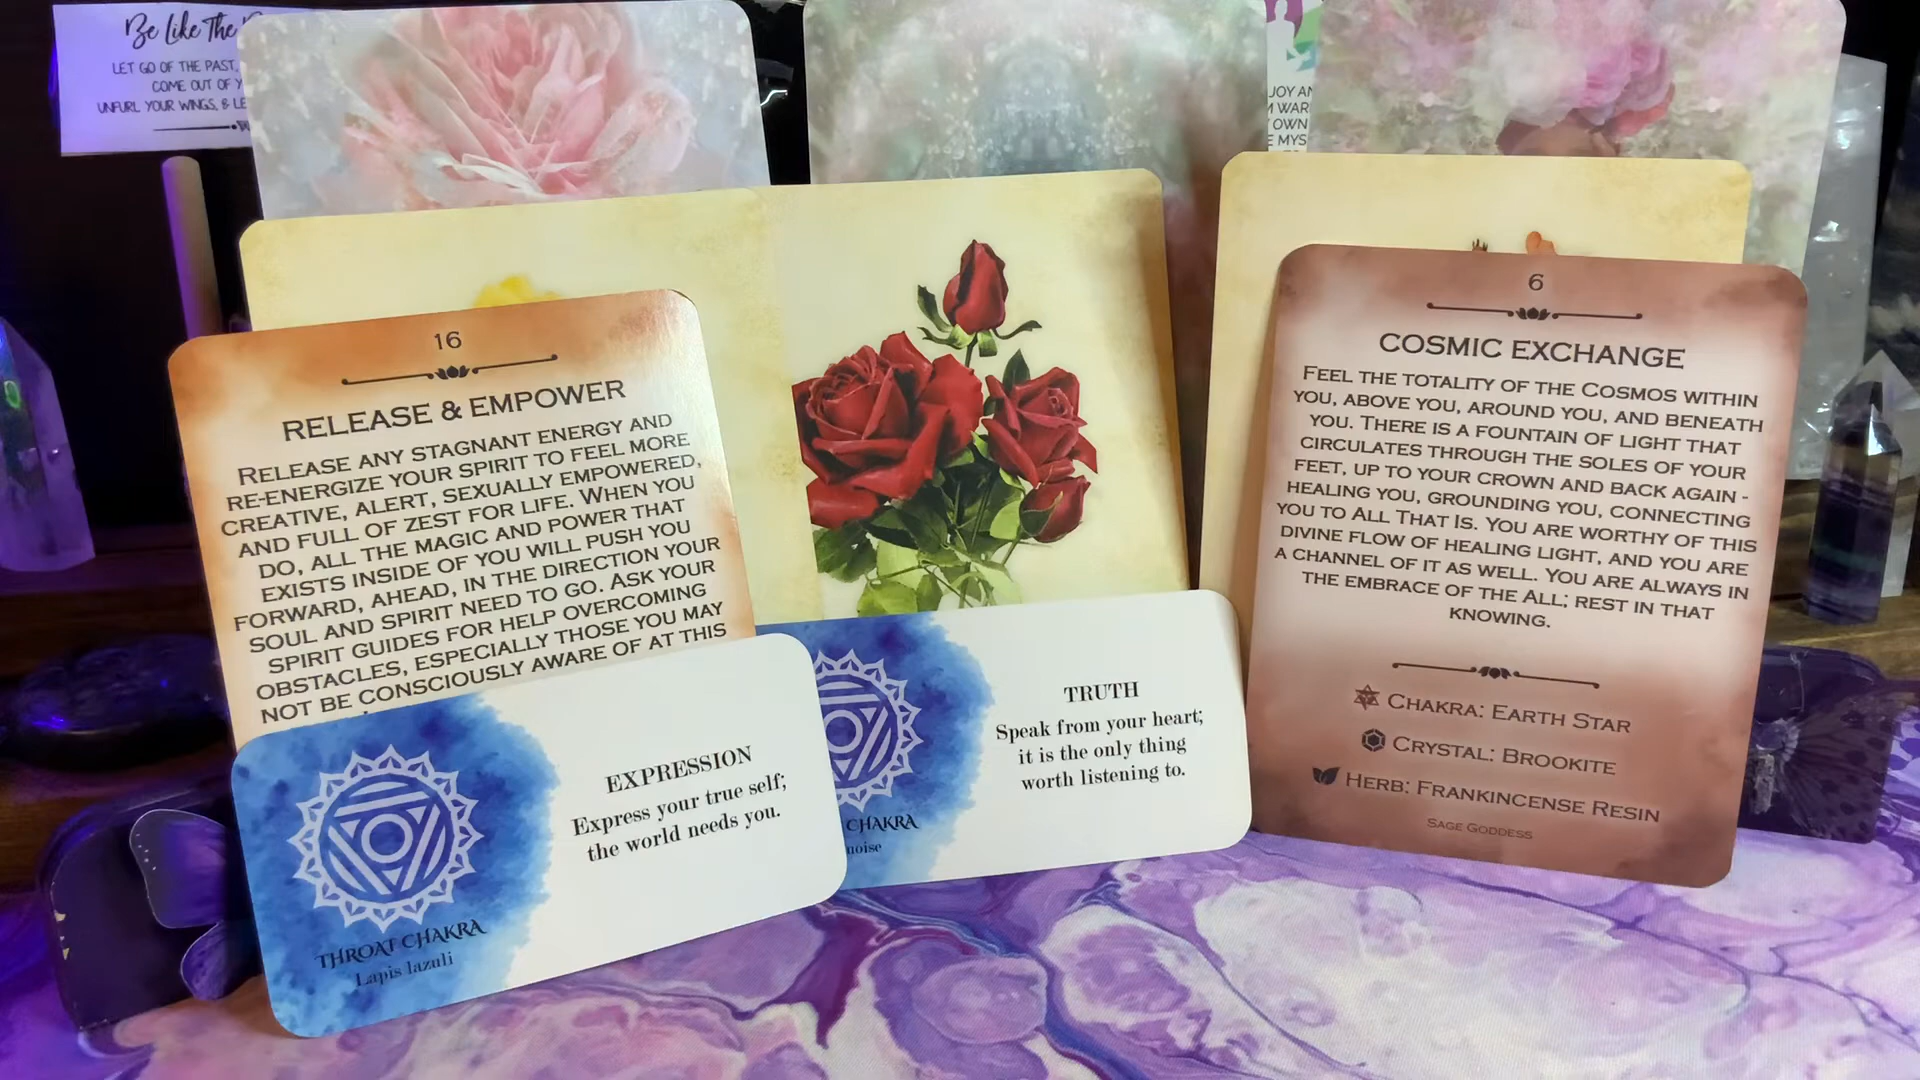 Be Like The
LET GO OF THE PAST,
COME OUT OF
UNFURL YOUR WINGS, &
JOY
OWN
16
RELEASE & EMPOWER
RELEASE ANY STAGNANT ENERGY AND
RE-ENERGIZE YOUR SPIRIT TO FEEL MORE
CREATIVE, ALERT, SEXUALLY EMPOWERED,
AND FULL OF ZEST FOR LIFE. WHEN YOU
DO, ALL THE MAGIC AND POWER THAT
EXISTS INSIDE OF YOU WILL PUSH YOU
FORWARD, AHEAD, IN THE DIRECTION YOUR
SOUL AND SPIRIT NEED TO GO. ASK YOUR
SPIRIT GUIDES FOR HELP OVERCOMING
OBSTACLES, ESPECIALLY THOSE YOU MAY
NOT BE CONSCIOUSLY AWARE OF AT THIS
EXPRESSION
Express your true self;
the world needs you.
THROAT CHAKRA
Lapis lazuli
TRUTH
Speak from your heart;
it is the only thing
worth listening to.
CHAKRA
6
COSMIC EXCHANGE
FEEL THE TOTALITY OF THE COSMOS WITHIN
YOU, ABOVE YOU, AROUND YOU, AND BENEATH
YOU. THERE IS A FOUNTAIN OF LIGHT THAT
CIRCULATES THROUGH THE SOLES OF YOUR
FEET, UP TO YOUR CROWN AND BACK AGAIN -
HEALING YOU, GROUNDING YOU, CONNECTING
YOU TO ALL THAT IS. YOU ARE WORTHY OF THIS
DIVINE FLOW OF HEALING LIGHT, AND YOU ARE
A CHANNEL OF IT AS WELL. YOU ARE ALWAYS IN
THE EMBRACE OF THE ALL; REST IN THAT
KNOWING.
CHAKRA: EARTH STAR
CRYSTAL: BROOKITE
HERB: FRANKINCENSE RESIN
SAGE GODDESS